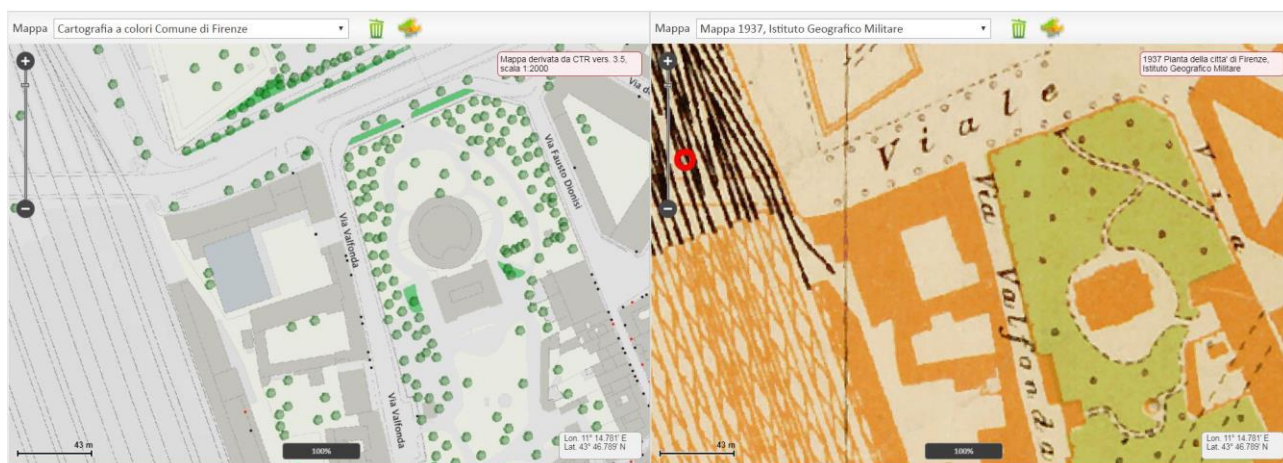 Mappa Cartografia a colori Comune di Firenze
Mappa derivata da CTR vers. 3.5,
scala 1:2000
Via Fausto Dionisi
Via Valfonda
Via Valfonda
43 m
100%
Lon. 11° 14.781' E
Lat. 43° 46.789' N
Mappa Mappa 1937, Istituto Geografico Militare
1937 Pianta della citta' di Firenze,
Istituto Geografico Militare
Viale
Via
Via Valfonda
43 m
100%
Lon. 11° 14.781' E
Lat. 43° 46.789' N